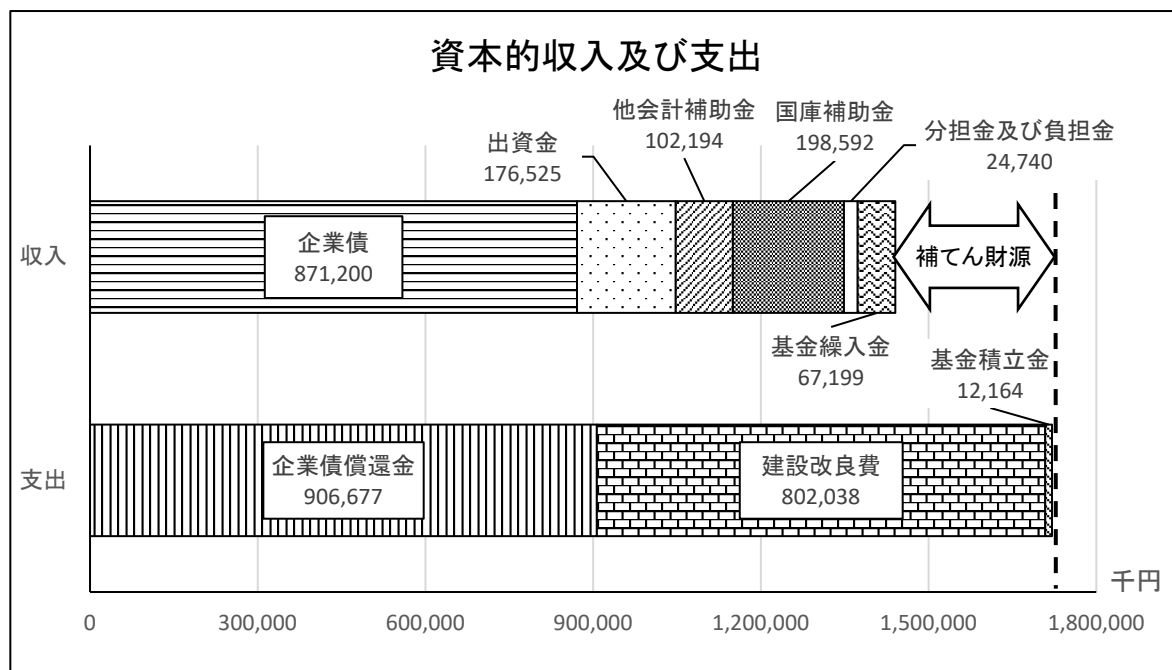 資本的収入及び支出
他会計補助金
102,194
国庫補助金
198,592
分担金及び負担金
24,740
出資金
176,525
収入
企業債
871,200
補てん財源
基金繰入金
67,199
基金積立金
12,164
支出
企業債償還金
906,677
建設改良費
802,038
千円
0
300,000
600,000
900,000
1,200,000
1,500,000
1,800,000